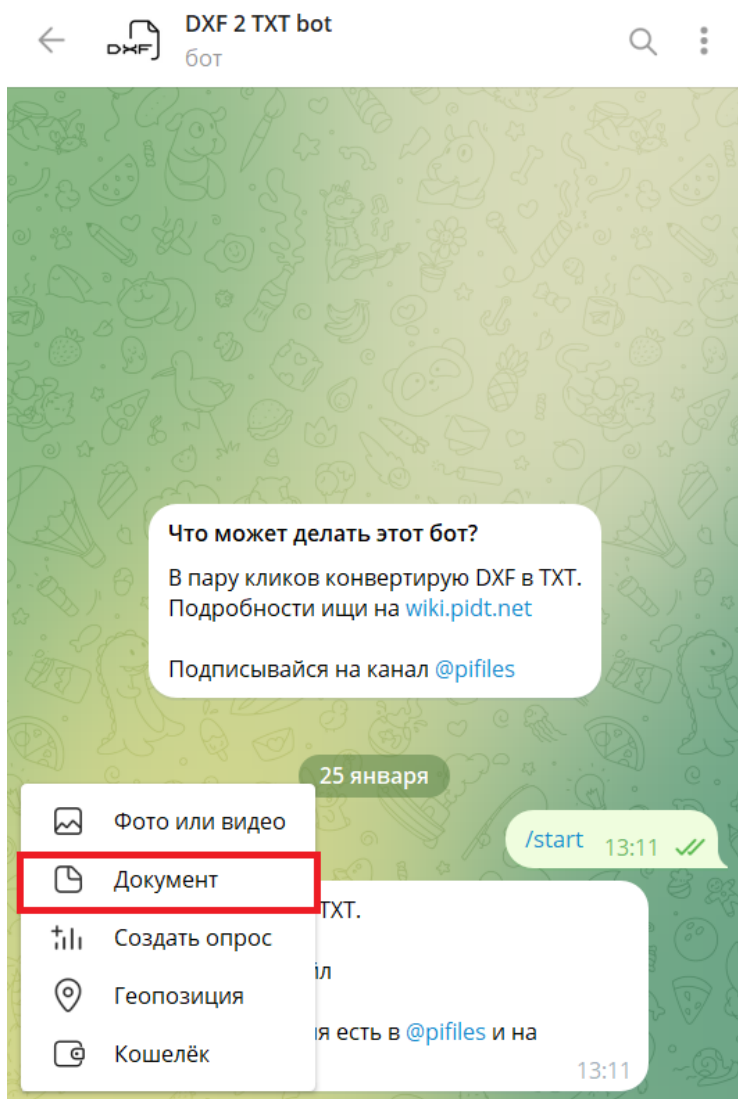 DXF
DXF 2 TXT bot
бот
Что может делать этот бот?
В пару кликов конвертирую DXF в TXT.
Подробности ищи на wiki.pidt.net
Подписывайся на канал @pifiles
25 января
/start 13:11
Фото или видео
Документ
TXT.
Создать опрос
Геопозиция
есть в @pifiles и на
Кошелёк
13:11